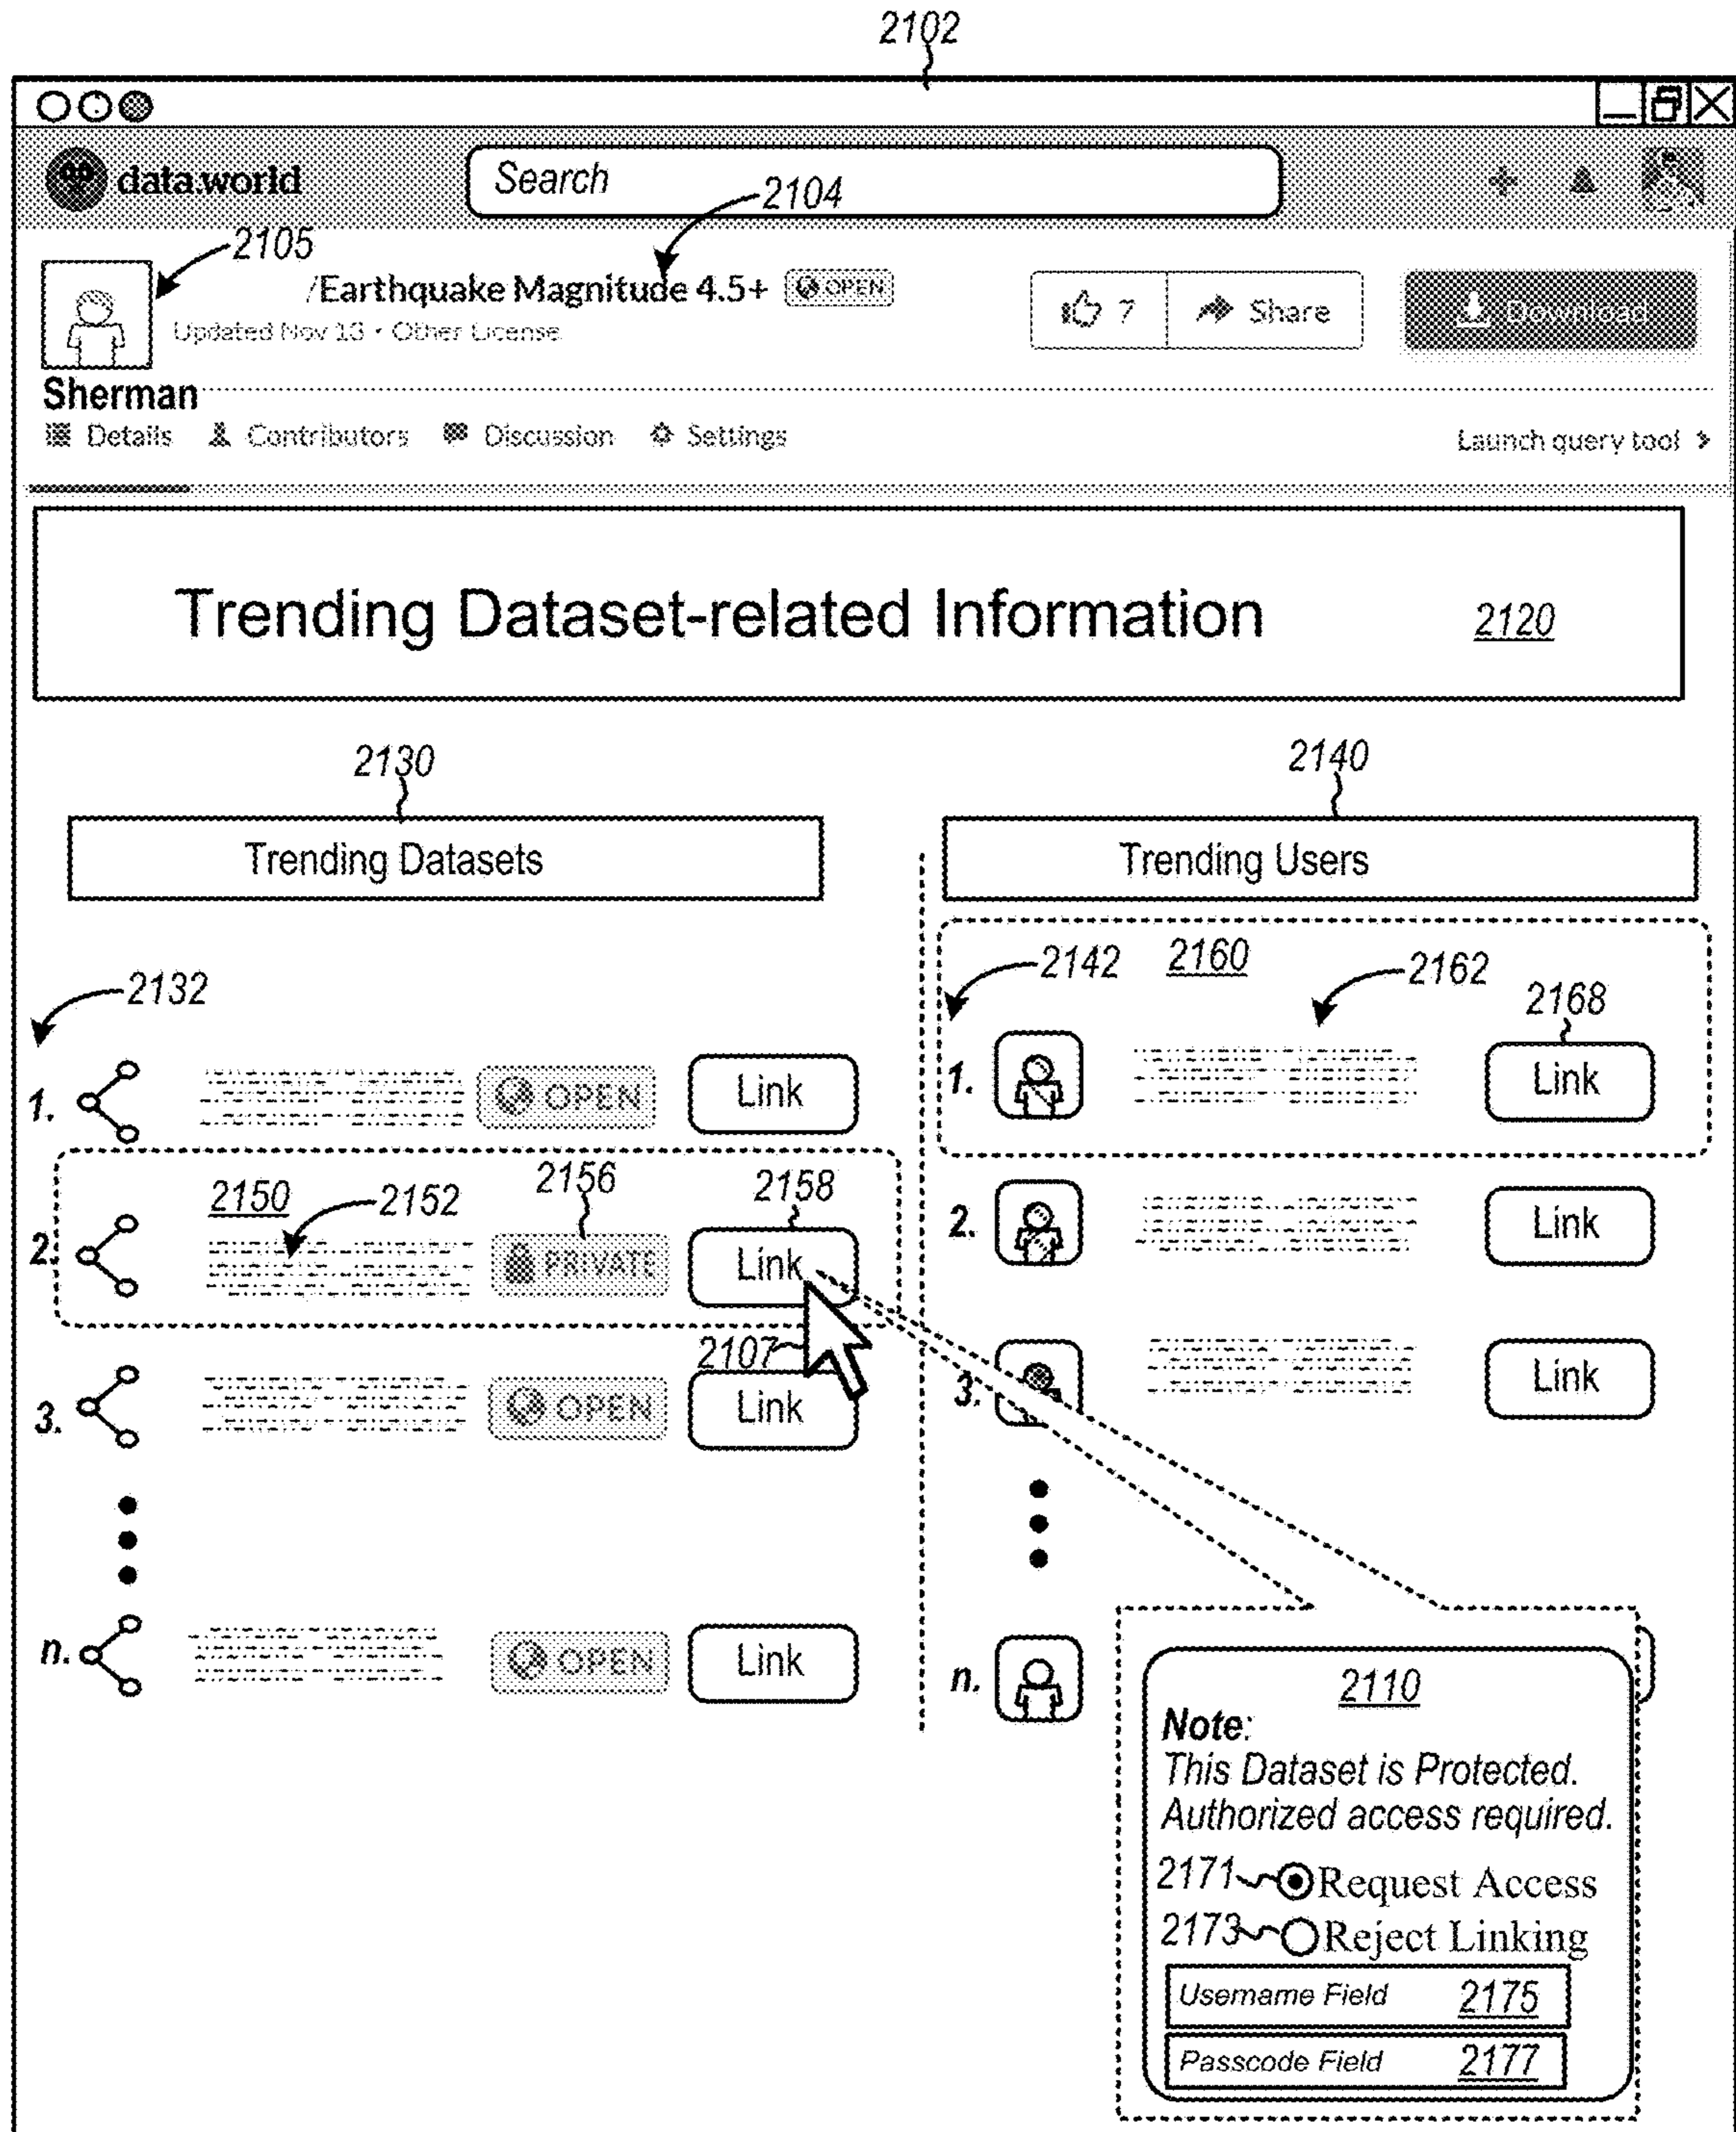 2102
data.world
Search
2104
2105
/Earthquake Magnitude 4.5+ OPEN
7 Share Download
Updated Nov 13 • Other License
Sherman
Details Contributors Discussion Settings
Launch query tool >
Trending Dataset-related Information 2120
2130
2140
Trending Datasets
Trending Users
2132
2142 2160 2162
2168
1. OPEN Link
1. Link
2150 2152 2156 2158
2. PRIVATE Link
2. Link
2107
3. OPEN Link
3. Link
n. OPEN Link
n.
2110
Note:
This Dataset is Protected.
Authorized access required.
2171 Request Access
2173 Reject Linking
Username Field 2175
Passcode Field 2177